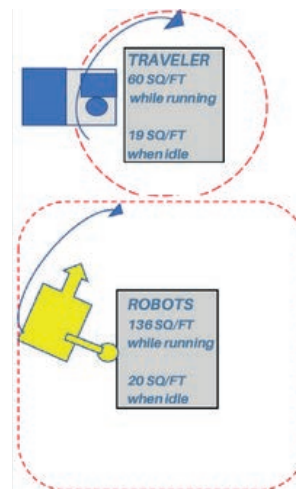 TRAVELER
60 SQ/FT
while running
19 SQ/FT
when idle
ROBOTS
136 SQ/FT
while running
20 SQ/FT
when idle